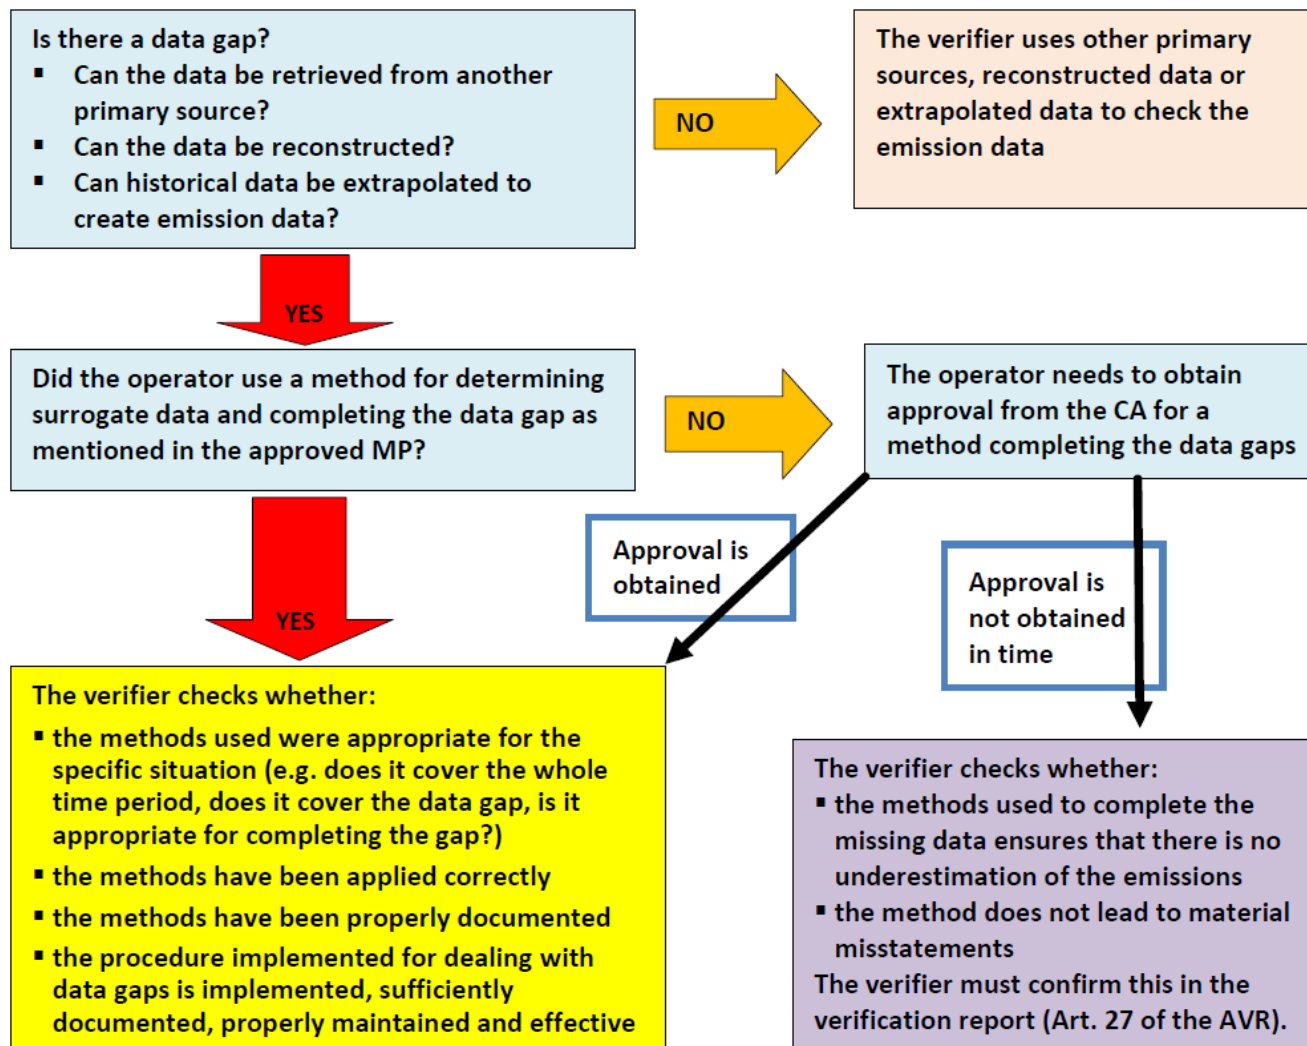 Is there a data gap?
▪ Can the data be retrieved from another
primary source?
▪ Can the data be reconstructed?
▪ Can historical data be extrapolated to
create emission data?
NO
The verifier uses other primary
sources, reconstructed data or
extrapolated data to check the
emission data
YES
Did the operator use a method for determining
surrogate data and completing the data gap as
mentioned in the approved MP?
NO
The operator needs to obtain
approval from the CA for a
method completing the data gaps
YES
Approval is
obtained
Approval is
not obtained
in time
The verifier checks whether:
▪ the methods used were appropriate for the
specific situation (e.g. does it cover the whole
time period, does it cover the data gap, is it
appropriate for completing the gap?)
▪ the methods have been applied correctly
▪ the methods have been properly documented
▪ the procedure implemented for dealing with
data gaps is implemented, sufficiently
documented, properly maintained and effective
The verifier checks whether:
▪ the methods used to complete the
missing data ensures that there is no
underestimation of the emissions
▪ the method does not lead to material
misstatements
The verifier must confirm this in the
verification report (Art. 27 of the AVR).